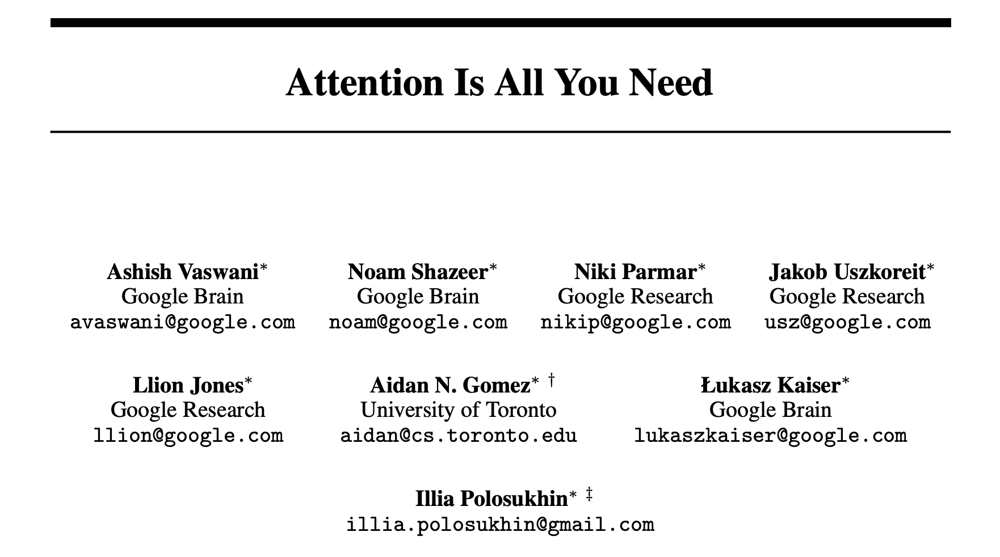 Attention Is All You Need
Ashish Vaswani* Noam Shazeer* Niki Parmar* Jakob Uszkoreit*
Google Brain Google Brain Google Research Google Research
avaswani@google.com noam@google.com nikip@google.com usz@google.com
Llion Jones* Aidan N. Gomez* † Łukasz Kaiser*
Google Research University of Toronto Google Brain
llion@google.com aidan@cs.toronto.edu lukaszkaiser@google.com
Illia Polosukhin* ‡
illia.polosukhin@gmail.com